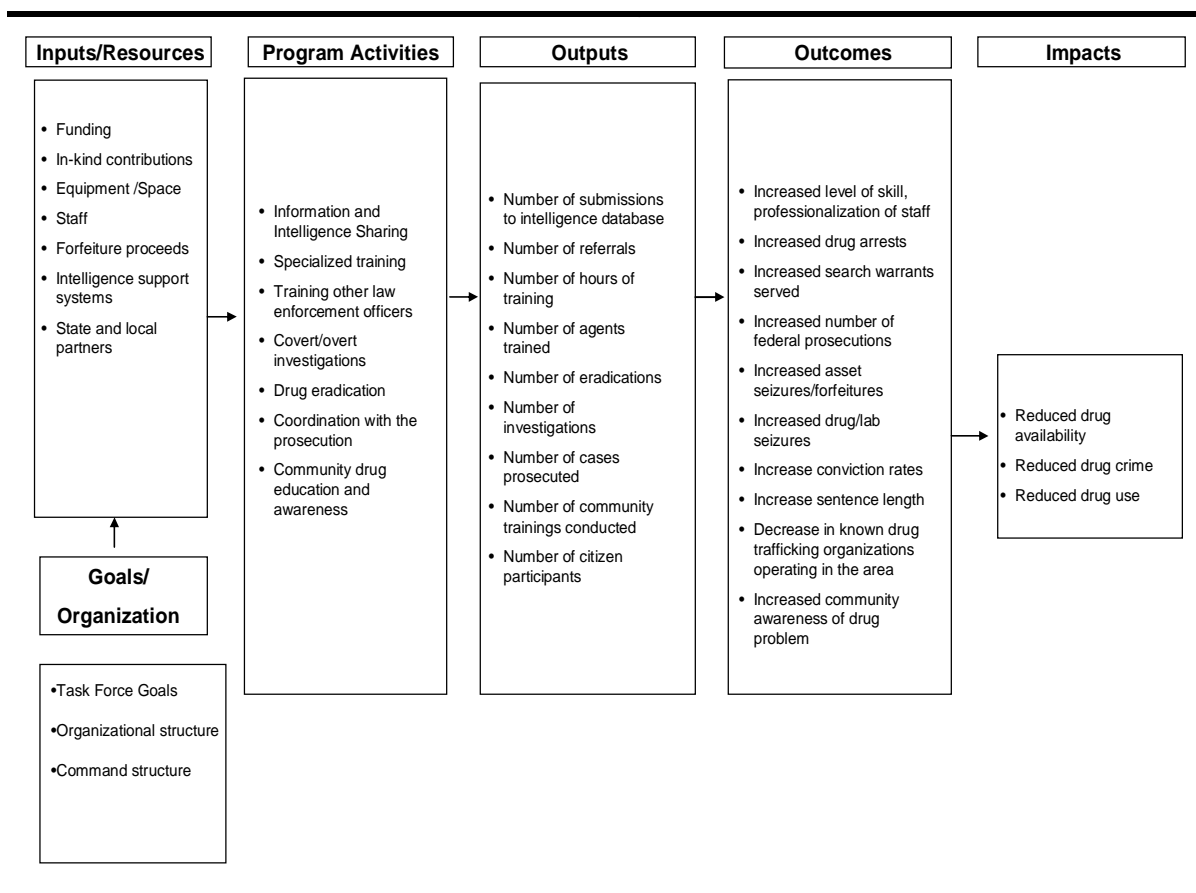 Inputs/Resources
• Funding
• In-kind contributions
• Equipment /Space
• Staff
• Forfeiture proceeds
• Intelligence support
systems
• State and local
partners
Goals/
Organization
•Task Force Goals
•Organizational structure
•Command structure
Program Activities
• Information and
Intelligence Sharing
• Specialized training
• Training other law
enforcement officers
• Covert/overt
investigations
• Drug eradication
• Coordination with the
prosecution
• Community drug
education and
awareness
Outputs
• Number of submissions
to intelligence database
• Number of referrals
• Number of hours of
training
• Number of agents
trained
• Number of eradications
• Number of
investigations
• Number of cases
prosecuted
• Number of community
trainings conducted
• Number of citizen
participants
Outcomes
• Increased level of skill,
professionalization of staff
• Increased drug arrests
• Increased search warrants
served
• Increased number of
federal prosecutions
• Increased asset
seizures/forfeitures
• Increased drug/lab
seizures
• Increase conviction rates
• Increase sentence length
• Decrease in known drug
trafficking organizations
operating in the area
• Increased community
awareness of drug
problem
Impacts
• Reduced drug
availability
• Reduced drug crime
• Reduced drug use